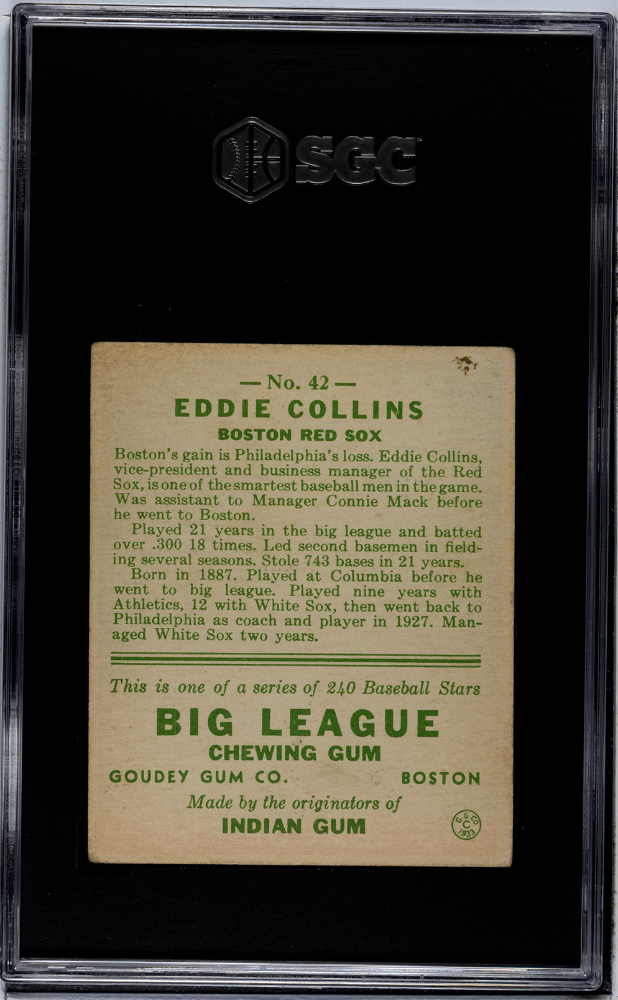 SGC
— No. 42 —
EDDIE COLLINS
BOSTON RED SOX
Boston's gain is Philadelphia's loss. Eddie Collins,
vice-president and business manager of the Red
Sox, is one of the smartest baseball men in the game.
Was assistant to Manager Connie Mack before
he went to Boston.
Played 21 years in the big league and batted
over .300 18 times. Led second basemen in field-
ing several seasons. Stole 743 bases in 21 years.
Born in 1887. Played at Columbia before he
went to big league. Played nine years with
Athletics, 12 with White Sox, then went back to
Philadelphia as coach and player in 1927. Man-
aged White Sox two years.
This is one of a series of 240 Baseball Stars
BIG LEAGUE
CHEWING GUM
GOUDEY GUM CO. BOSTON
Made by the originators of
INDIAN GUM
G. G. CO.
C
1933